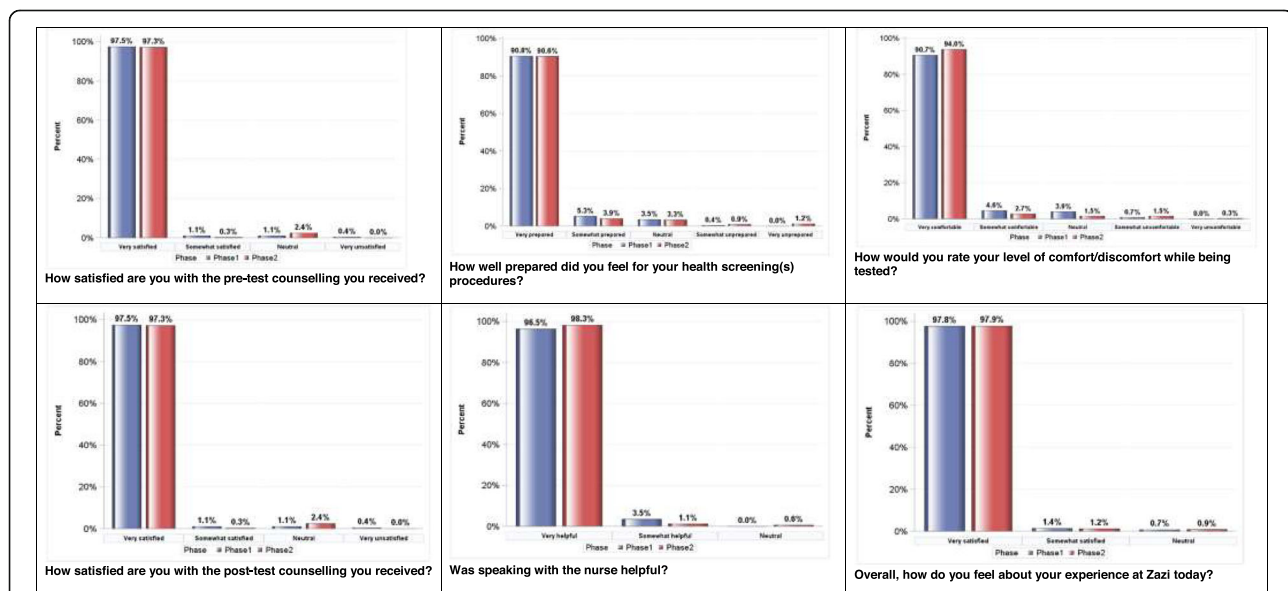 100%
97.5% 97.3%
80%
60%
Percent
40%
20%
1.1% 0.3% 1.1% 2.4% 0.4% 0.0%
0%
Very satisfied Somewhat satisfied Neutral Very unsatisfied
Phase Phase1 Phase2
How satisfied are you with the pre-test counselling you received?
100%
90.8% 90.6%
80%
60%
Percent
40%
20%
5.3% 3.9% 3.5% 3.3% 0.4% 0.9% 0.0% 1.2%
0%
Very prepared Somewhat prepared Neutral Somewhat unprepared Very unprepared
Phase Phase1 Phase2
How well prepared did you feel for your health screening(s)
procedures?
100%
90.7% 94.0%
80%
60%
Percent
40%
20%
4.6% 2.7% 3.9% 1.5% 0.7% 1.5% 0.0% 0.3%
0%
Very comfortable Somewhat comfortable Neutral Somewhat uncomfortable Very uncomfortable
Phase Phase1 Phase2
How would you rate your level of comfort/discomfort while being
tested?
97.5% 97.3%
100%
80%
60%
Percent
40%
20%
1.1% 0.3% 1.1% 2.4% 0.4% 0.0%
0%
Very satisfied Somewhat satisfied Neutral Very unsatisfied
Phase Phase1 Phase2
How satisfied are you with the post-test counselling you received?
96.5% 98.3%
100%
80%
60%
Percent
40%
20%
3.5% 1.1% 0.0% 0.6%
0%
Very helpful Somewhat helpful Neutral
Phase Phase1 Phase2
Was speaking with the nurse helpful?
97.8% 97.9%
100%
80%
60%
Percent
40%
20%
1.4% 1.2% 0.7% 0.9%
0%
Very satisfied Somewhat satisfied Neutral
Phase Phase1 Phase2
Overall, how do you feel about your experience at Zazi today?